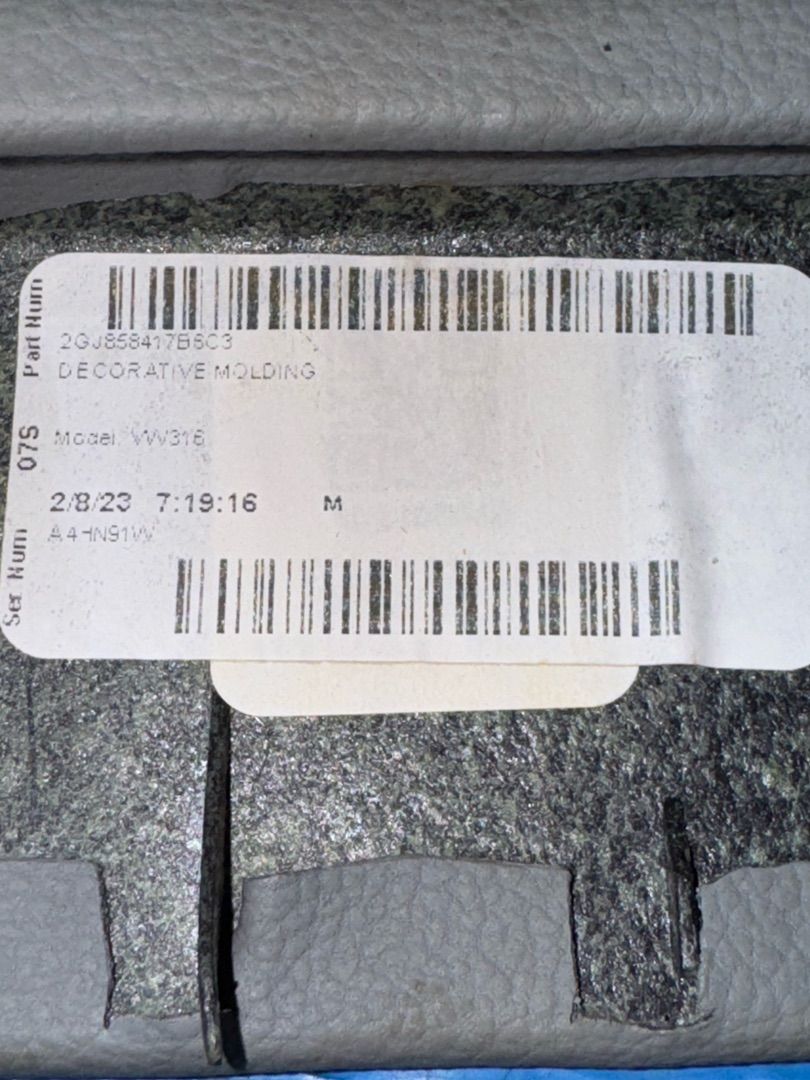 Part Num
2GJ858417B6C3
DECORATIVE MOLDING
07S
Model: VW316
2/8/23 7:19:16 M
A4HN91W
Ser Num